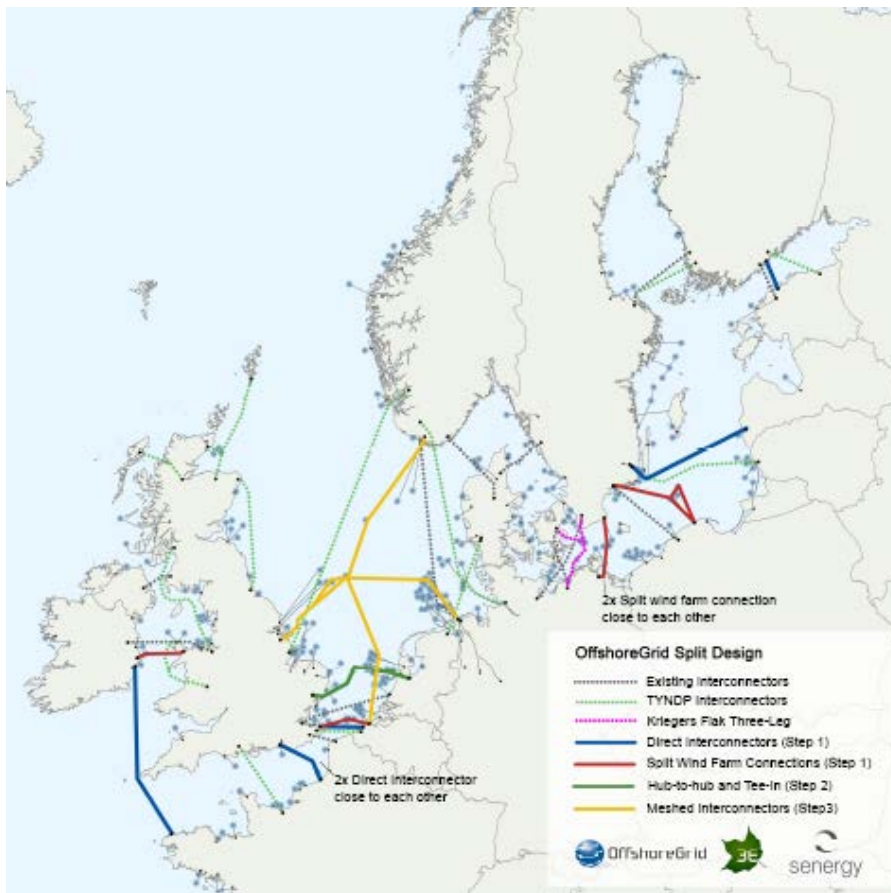 2x Split wind farm connection
close to each other
2x Direct Interconnector
close to each other
OffshoreGrid Split Design
Existing Interconnectors
TYNDP Interconnectors
Kriegers Flak Three-Leg
Direct Interconnectors (Step 1)
Split Wind Farm Connections (Step 1)
Hub-to-hub and Tee-In (Step 2)
Meshed Interconnectors (Step3)
OffshoreGrid
3E
senergy